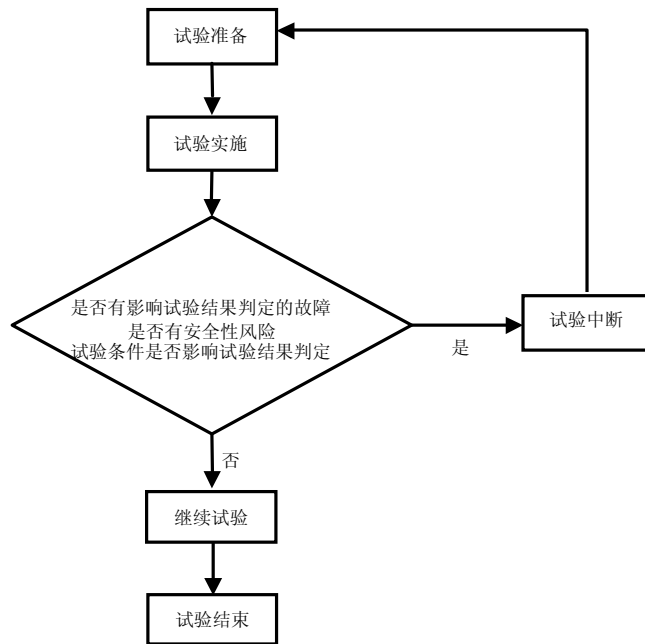 试验准备
试验实施
是否有影响试验结果判定的故障
是否有安全性风险
试验条件是否影响试验结果判定
是
试验中断
否
继续试验
试验结束